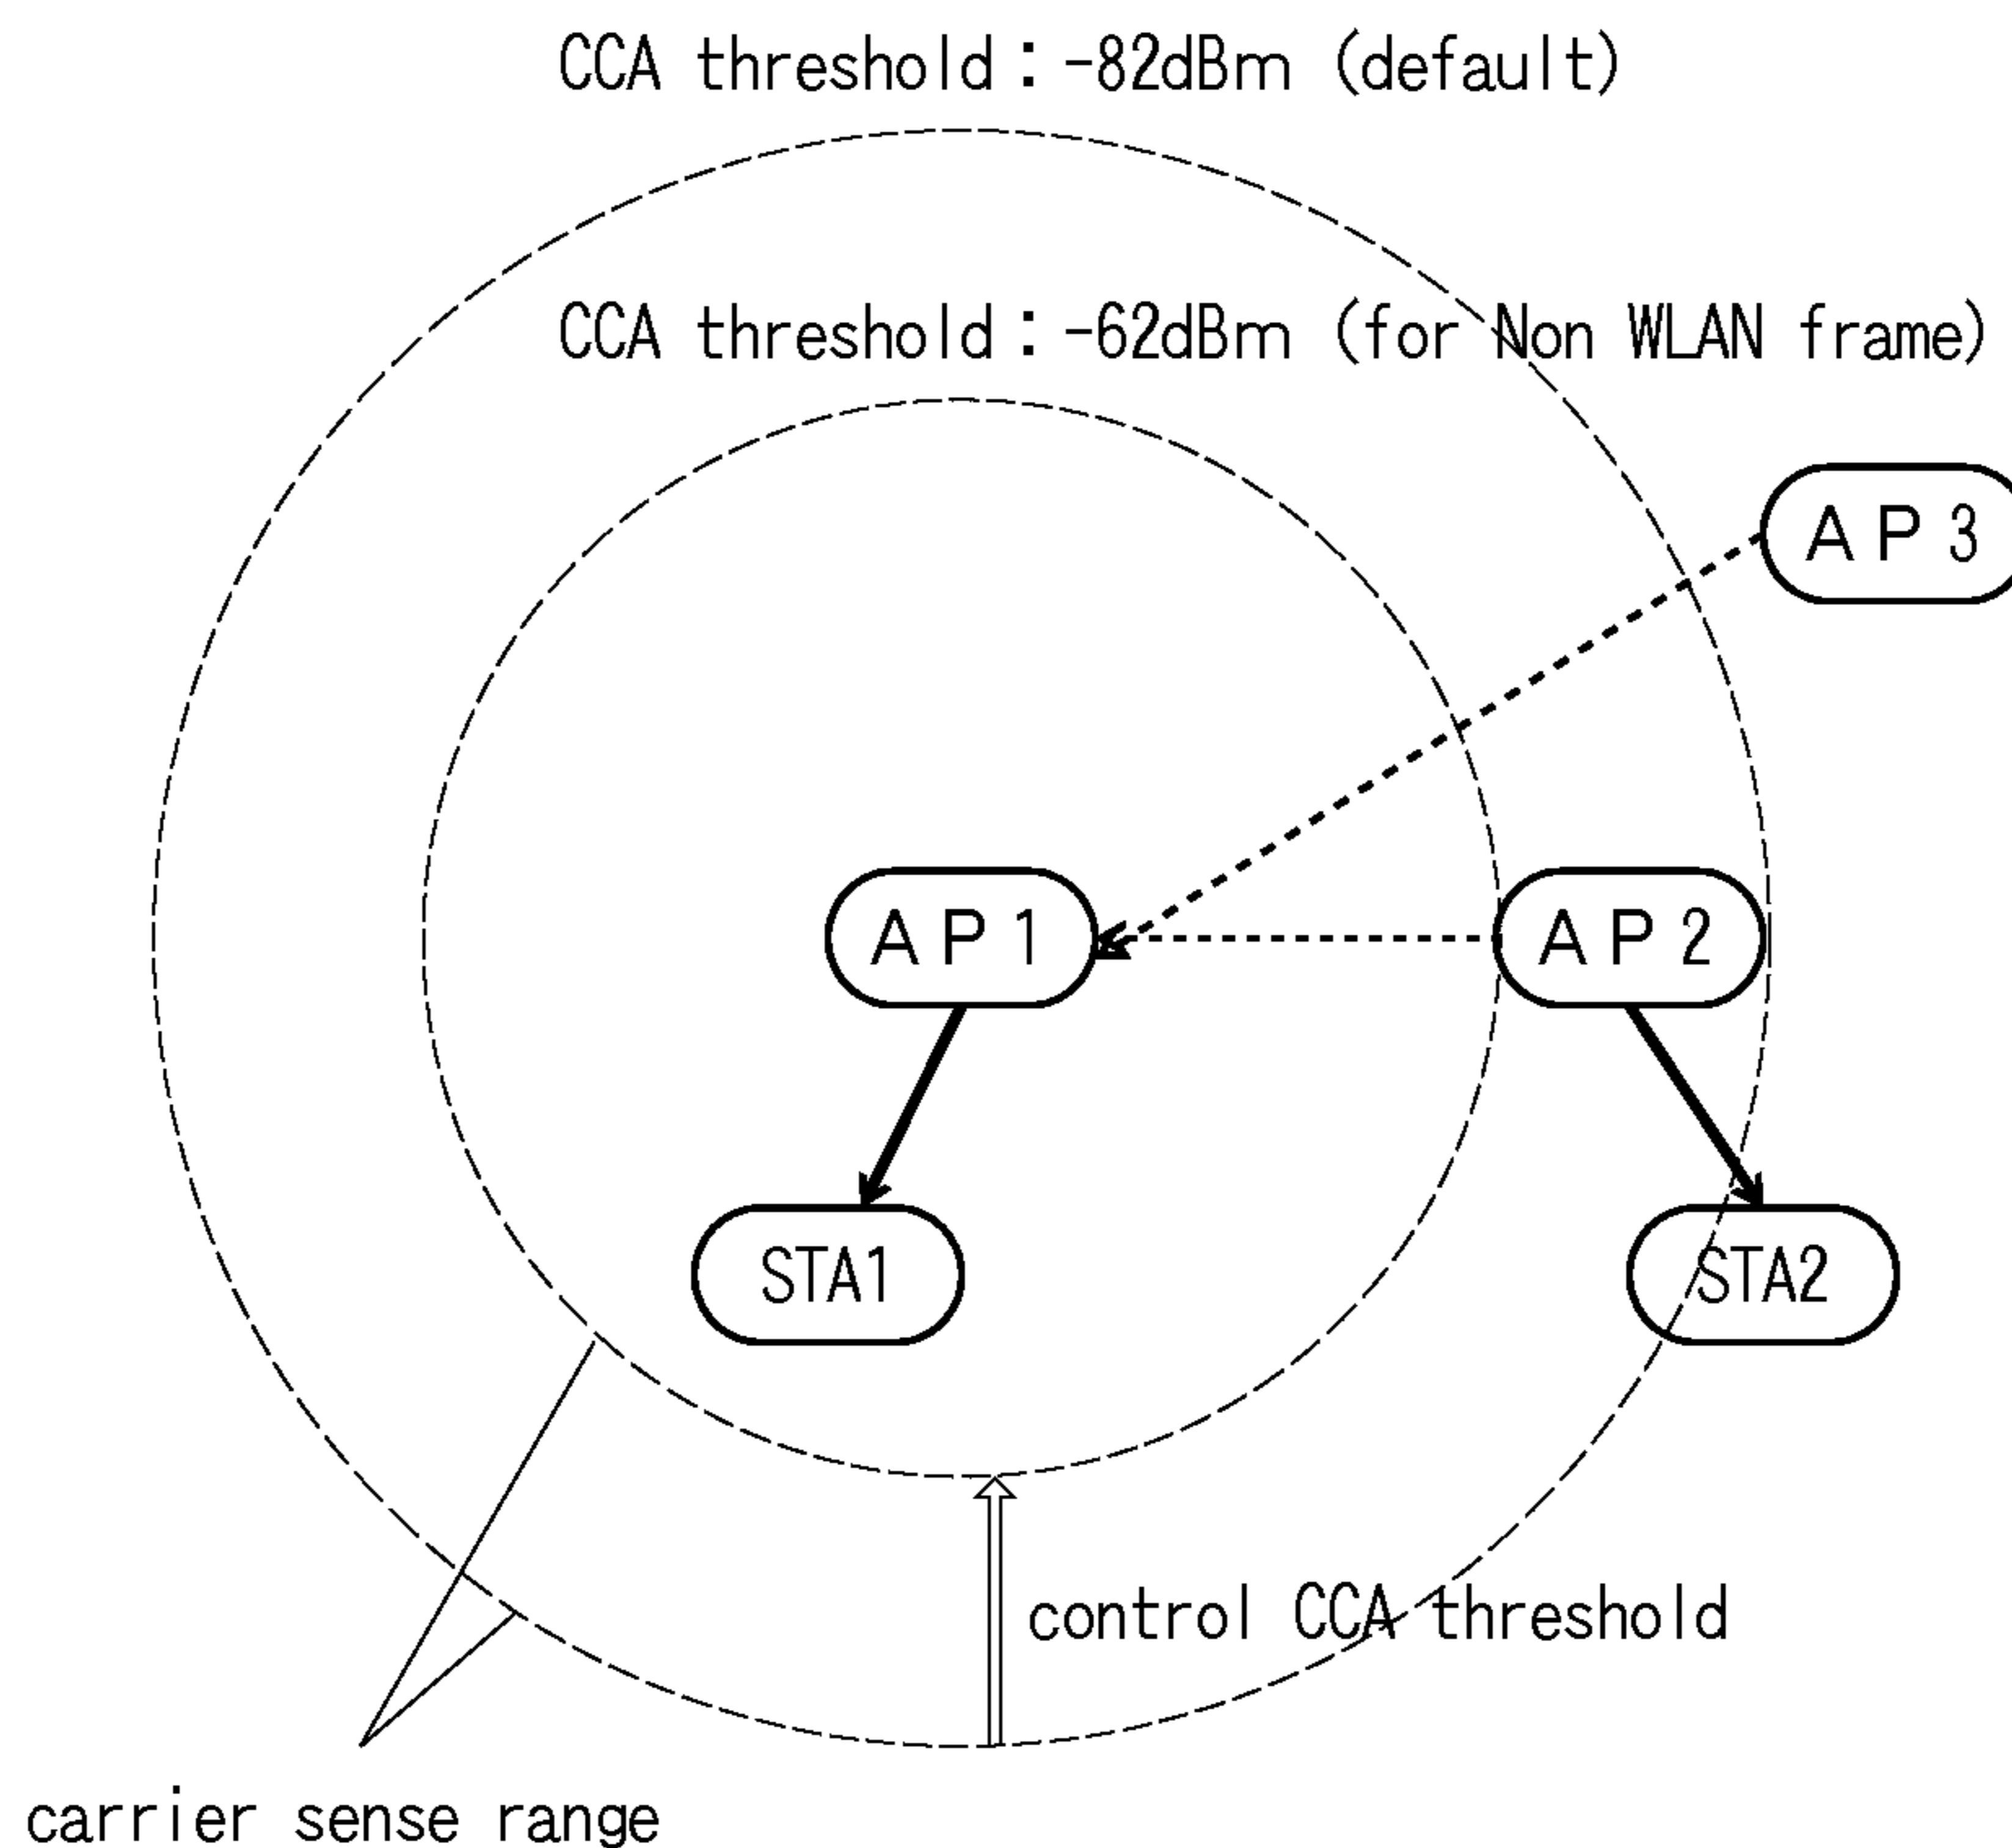 CCA threshold：-82dBm (default)
CCA threshold：-62dBm (for Non WLAN frame)
AP3
AP1
AP2
STA1
STA2
control CCA threshold
carrier sense range